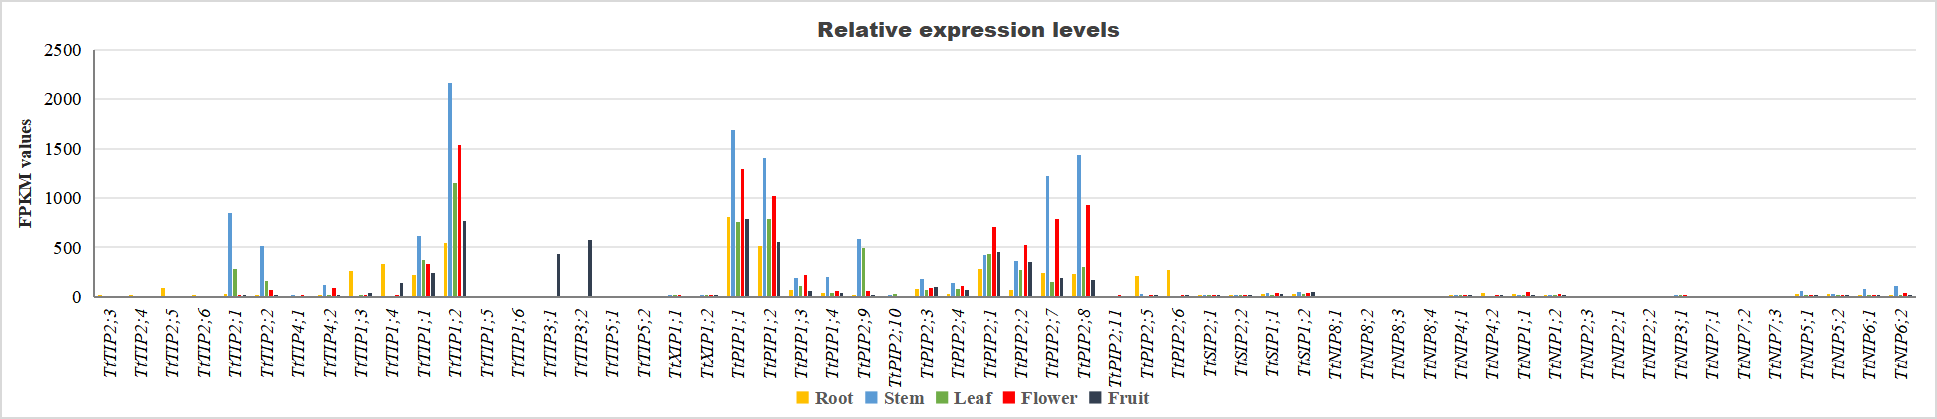 Relative expression levels
2500
2000
1500
1000
500
0
FPKM values
TtTIP2;3
TtTIP2;4
TtTIP2;5
TtTIP2;6
TtTIP2;1
TtTIP2;2
TtTIP4;1
TtTIP4;2
TtTIP1;3
TtTIP1;4
TtTIP1;1
TtTIP1;2
TtTIP1;5
TtTIP1;6
TtTIP3;1
TtTIP3;2
TtTIP5;1
TtTIP5;2
TtXIP1;1
TtXIP1;2
TtPIP1;1
TtPIP1;2
TtPIP1;3
TtPIP1;4
TtPIP2;9
TtPIP2;10
TtPIP2;3
TtPIP2;4
TtPIP2;1
TtPIP2;2
TtPIP2;7
TtPIP2;8
TtPIP2;11
TtPIP2;5
TtPIP2;6
TtSIP2;1
TtSIP2;2
TtSIP1;1
TtSIP1;2
TtNIP8;1
TtNIP8;2
TtNIP8;3
TtNIP8;4
TtNIP4;1
TtNIP4;2
TtNIP1;1
TtNIP1;2
TtNIP2;3
TtNIP2;1
TtNIP2;2
TtNIP3;1
TtNIP7;1
TtNIP7;2
TtNIP7;3
TtNIP5;1
TtNIP5;2
TtNIP6;1
TtNIP6;2
Root Stem Leaf Flower Fruit